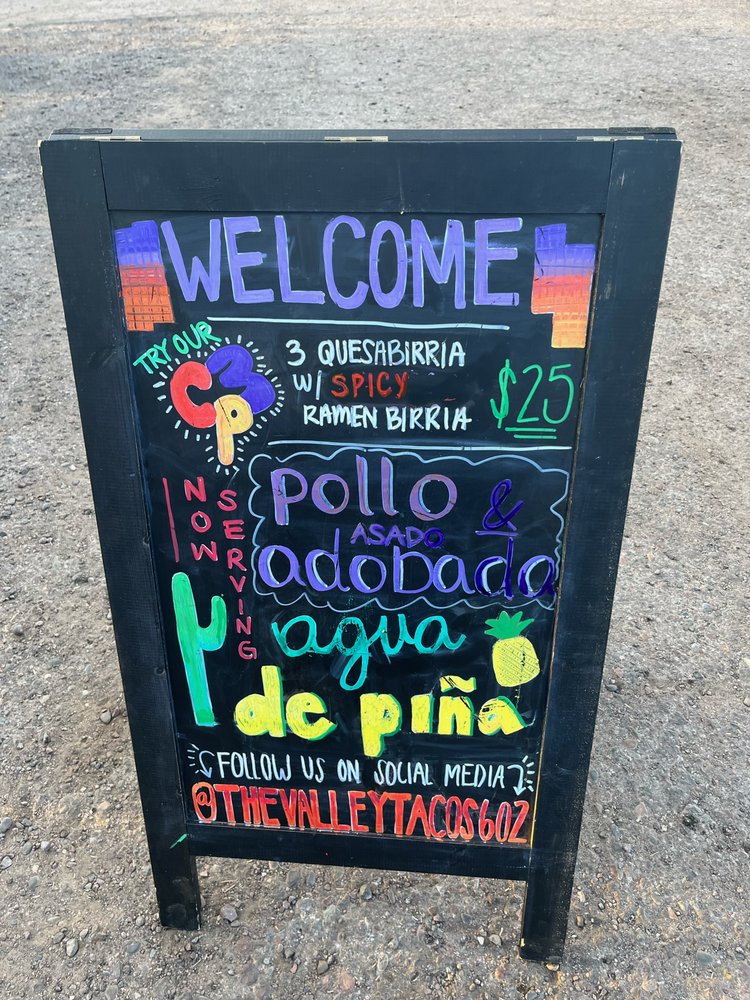 WELCOME
TRY OUR
CP3
3 QUESABIRRIA
W/ SPICY
RAMEN BIRRIA
$25
NOW
SERVING
pollo &
ASADO
adobada
agua
de piña
FOLLOW US ON SOCIAL MEDIA
@THEVALLEYTACOS602